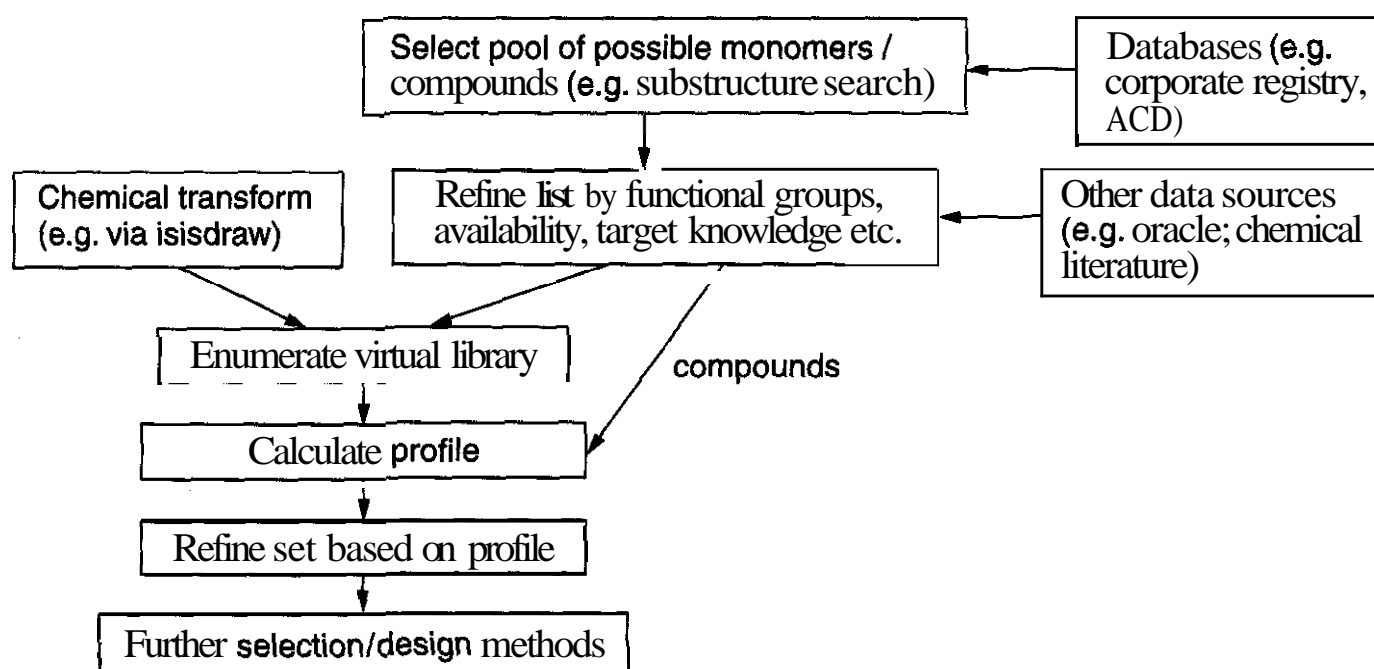 Select pool of possible monomers /
compounds (e.g. substructure search)
Databases (e.g.
corporate registry,
ACD)
Chemical transform
(e.g. via isisdraw)
Refine list by functional groups,
availability, target knowledge etc.
Other data sources
(e.g. oracle; chemical
literature)
Enumerate virtual library
compounds
Calculate profile
Refine set based on profile
Further selection/design methods